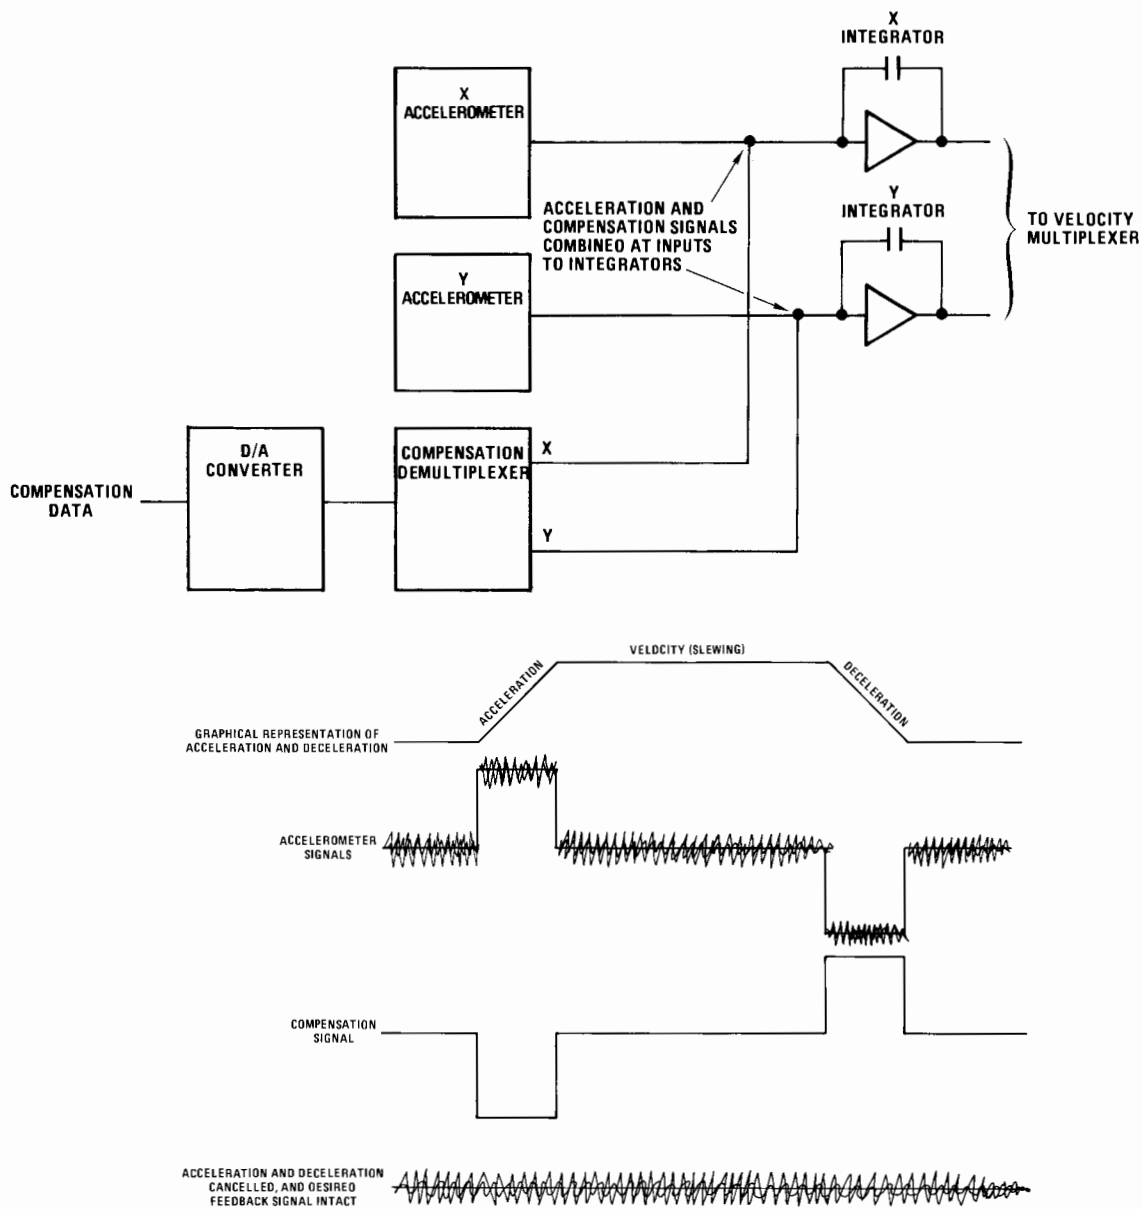 X
INTEGRATOR
X
ACCELEROMETER
ACCELERATION AND
COMPENSATION SIGNALS
COMBINEO AT INPUTS
TO INTEGRATORS
Y
INTEGRATOR
TO VELOCITY
MULTIPLEXER
Y
ACCELEROMETER
D/A
CONVERTER
COMPENSATION
DEMULTIPLEXER
X
Y
COMPENSATION
DATA
VELOCITY (SLEWING)
ACCELERATION
DECELERATION
GRAPHICAL REPRESENTATION OF
ACCELERATION AND DECELERATION
ACCELEROMETER
SIGNALS
COMPENSATION
SIGNAL
ACCELERATION AND DECELERATION
CANCELLED, AND DESIREO
FEEDBACK SIGNAL INTACT